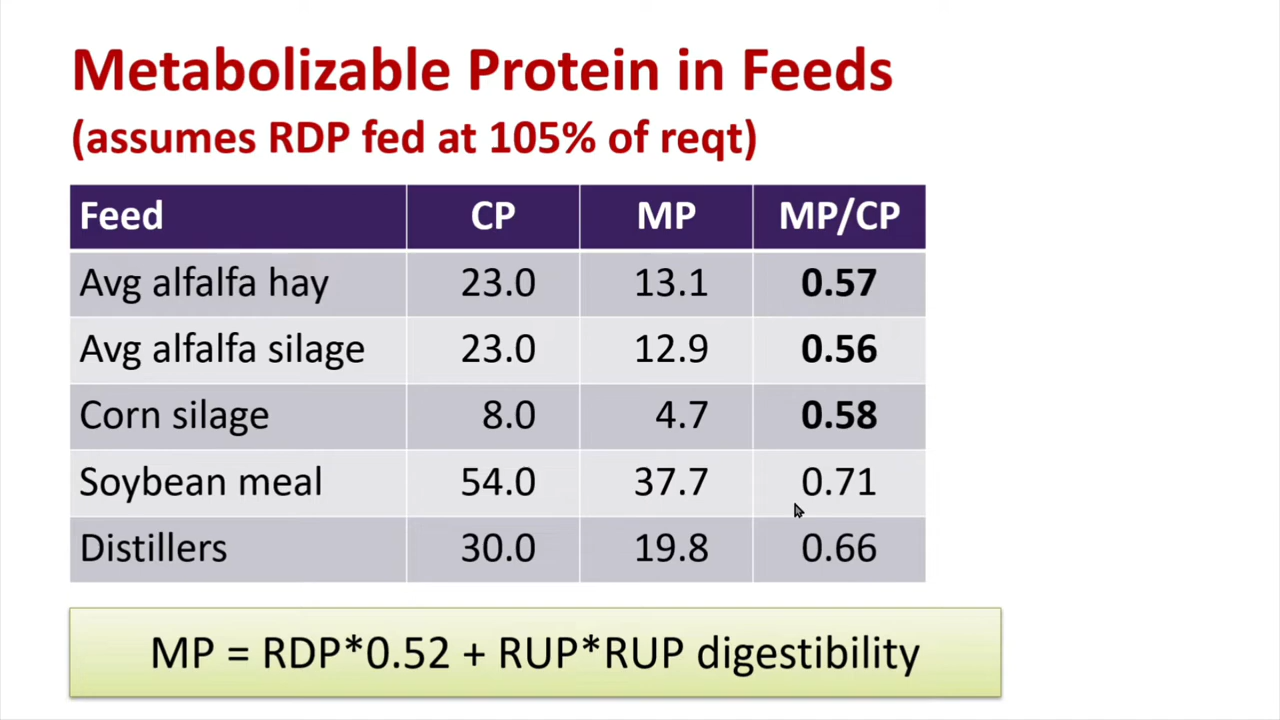 Metabolizable Protein in Feeds
(assumes RDP fed at 105% of reqt)
Feed CP MP MP/CP
Avg alfalfa hay 23.0 13.1 0.57
Avg alfalfa silage 23.0 12.9 0.56
Corn silage 8.0 4.7 0.58
Soybean meal 54.0 37.7 0.71
Distillers 30.0 19.8 0.66
MP = RDP*0.52 + RUP*RUP digestibility